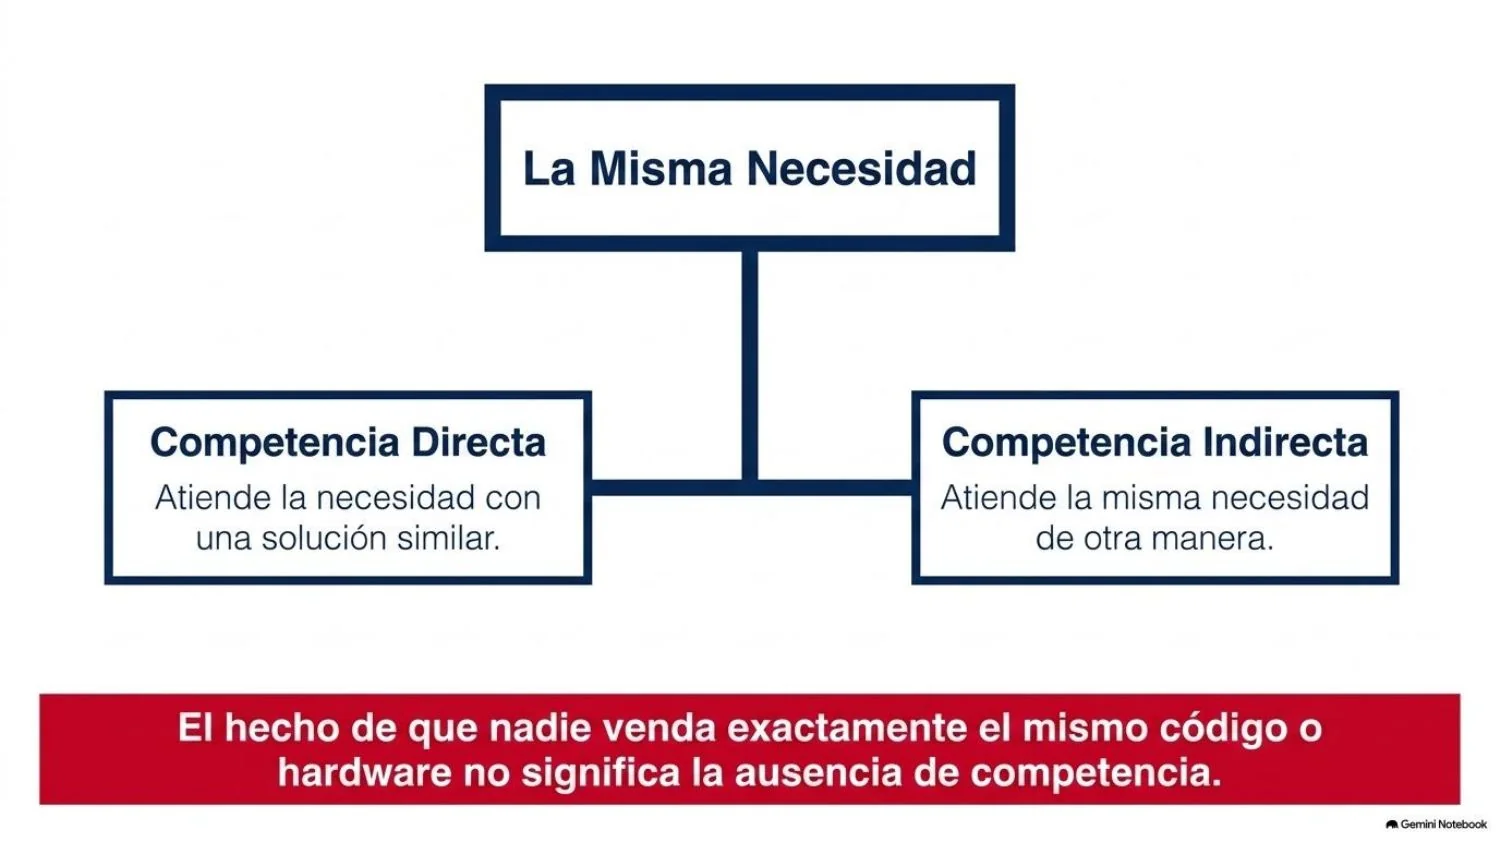 La Misma Necesidad
Competencia Directa
Atiende la necesidad con
una solución similar.
Competencia Indirecta
Atiende la misma necesidad
de otra manera.
El hecho de que nadie venda exactamente el mismo código o
hardware no significa la ausencia de competencia.
Gemini Notebook